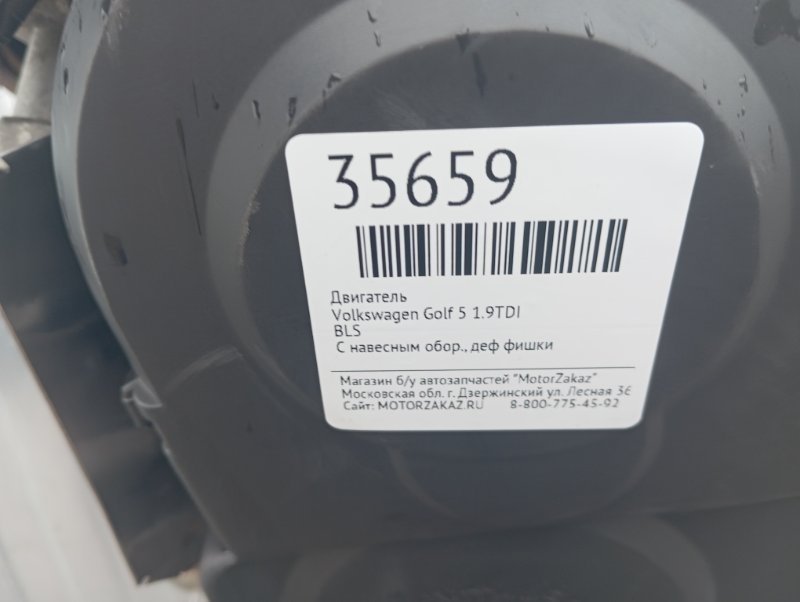 35659
Двигатель
Volkswagen Golf 5 1.9TDI
BLS
С навесным обор., деф фишки
Магазин б/у автозапчастей "MotorZakaz"
Московская обл. г. Дзержинский ул. Лесная 36
Сайт: MOTORZAKAZ.RU 8-800-775-45-92